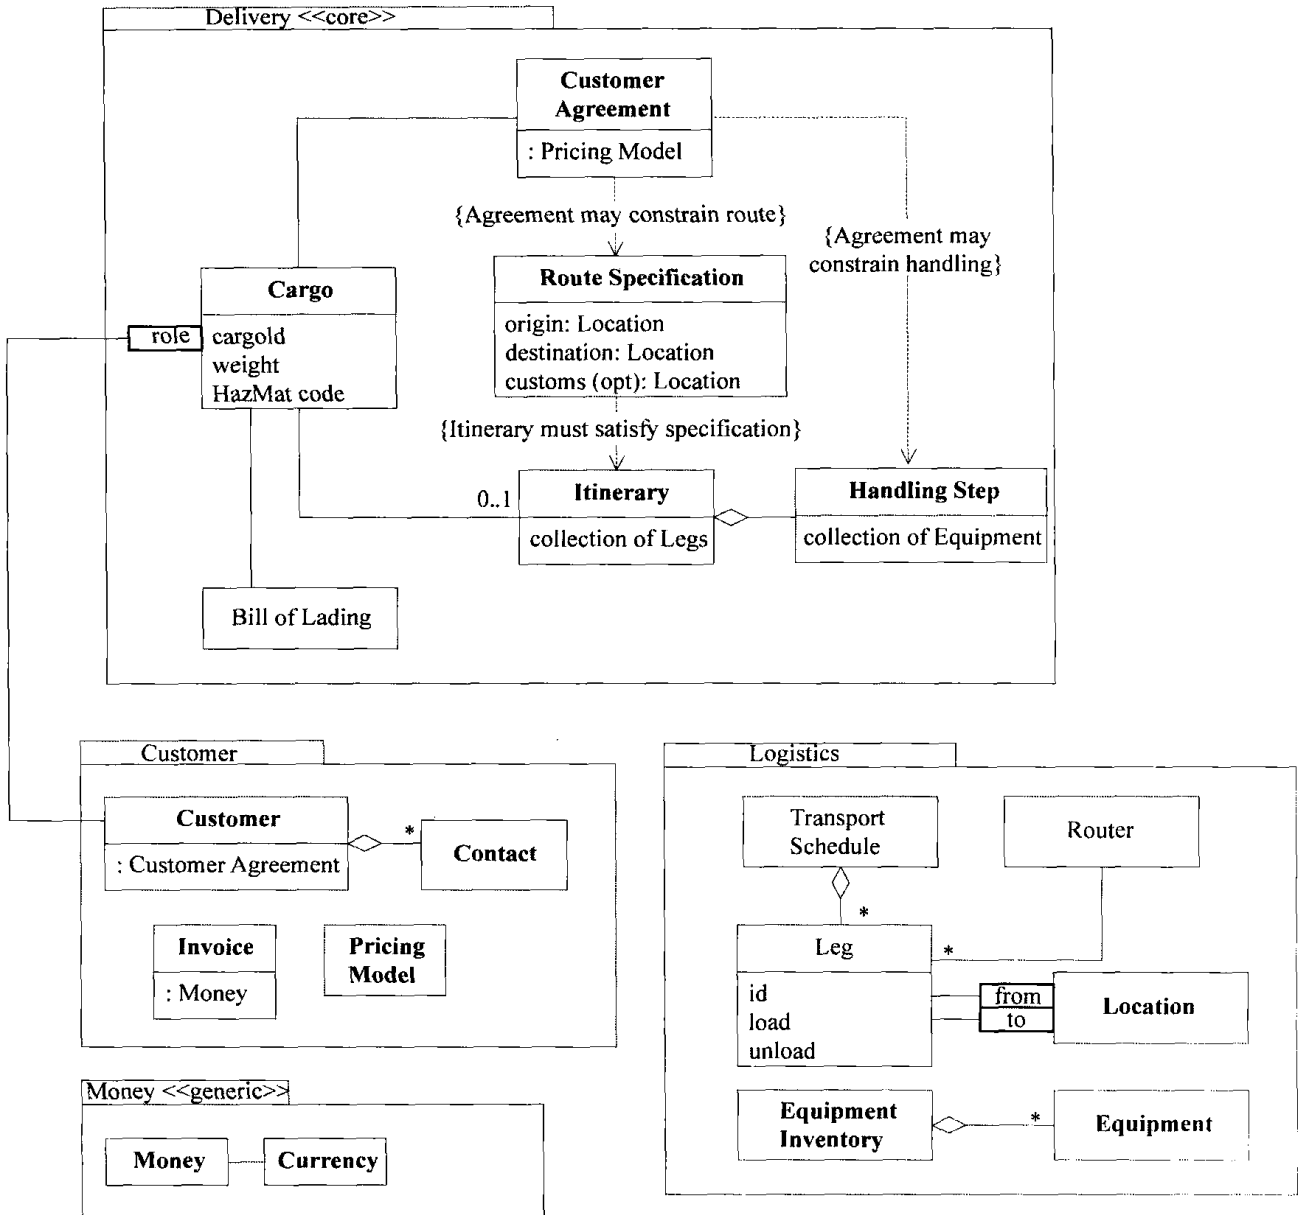 Delivery <<core>>
Customer
Agreement
: Pricing Model
{Agreement may constrain route}
{Agreement may
constrain handling}
Route Specification
origin: Location
destination: Location
customs (opt): Location
Cargo
role
cargold
weight
HazMat code
{Itinerary must satisfy specification}
0..1
Itinerary
collection of Legs
Handling Step
collection of Equipment
Bill of Lading
Customer
Customer
: Customer Agreement
*
Contact
Invoice
: Money
Pricing
Model
Money <<generic>>
Money
Currency
Logistics
Transport
Schedule
Router
*
Leg
*
id
load
unload
from
to
Location
Equipment
Inventory
*
Equipment